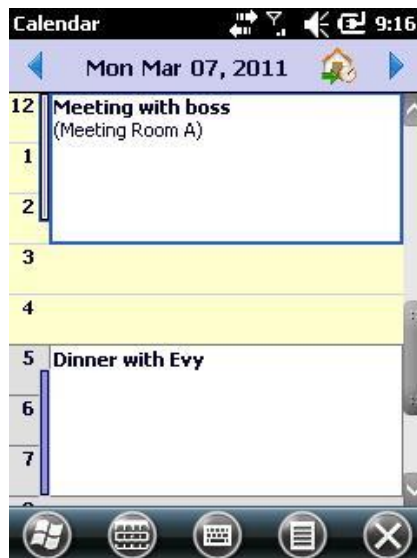 Calendar 9:16
Mon Mar 07, 2011
12 Meeting with boss
(Meeting Room A)
1
2
3
4
5 Dinner with Evy
6
7